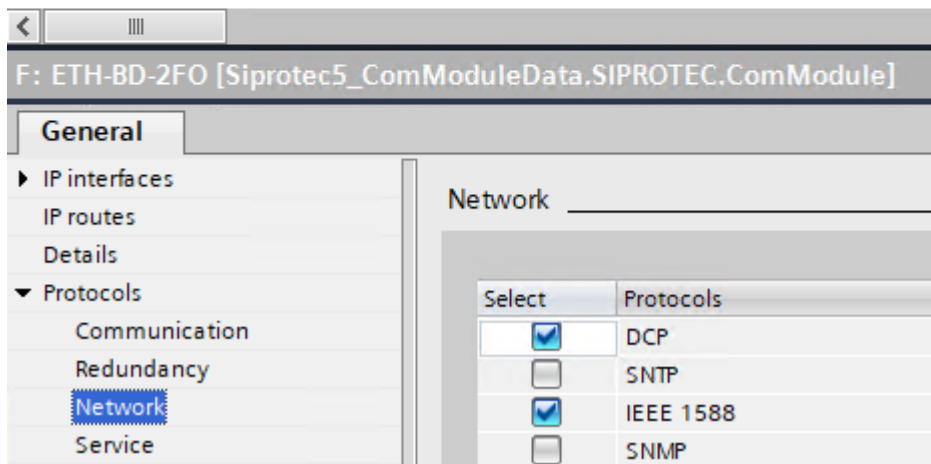 F: ETH-BD-2FO [Siprotec5_ComModuleData.SIPROTEC.ComModule]
General
IP interfaces
IP routes
Details
Protocols
Communication
Redundancy
Network
Service
Network
Select Protocols
DCP
SNTP
IEEE 1588
SNMP